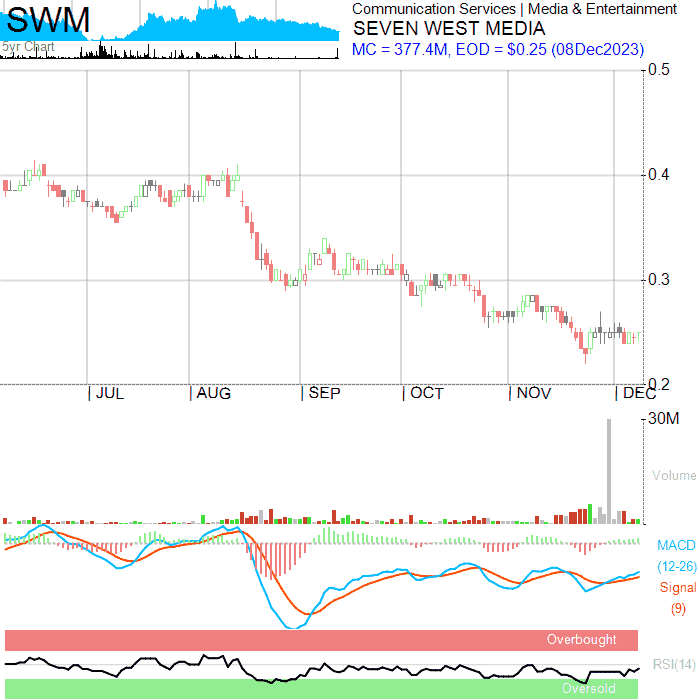 SWM
5yr Chart
Communication Services | Media & Entertainment
SEVEN WEST MEDIA
MC = 377.4M, EOD = $0.25 (08Dec2023)
0.5
0.4
0.3
0.2
JUL
AUG
SEP
OCT
NOV
DEC
30M
Volume
MACD
(12-26)
Signal
(9)
Overbought
RSI(14)
Oversold